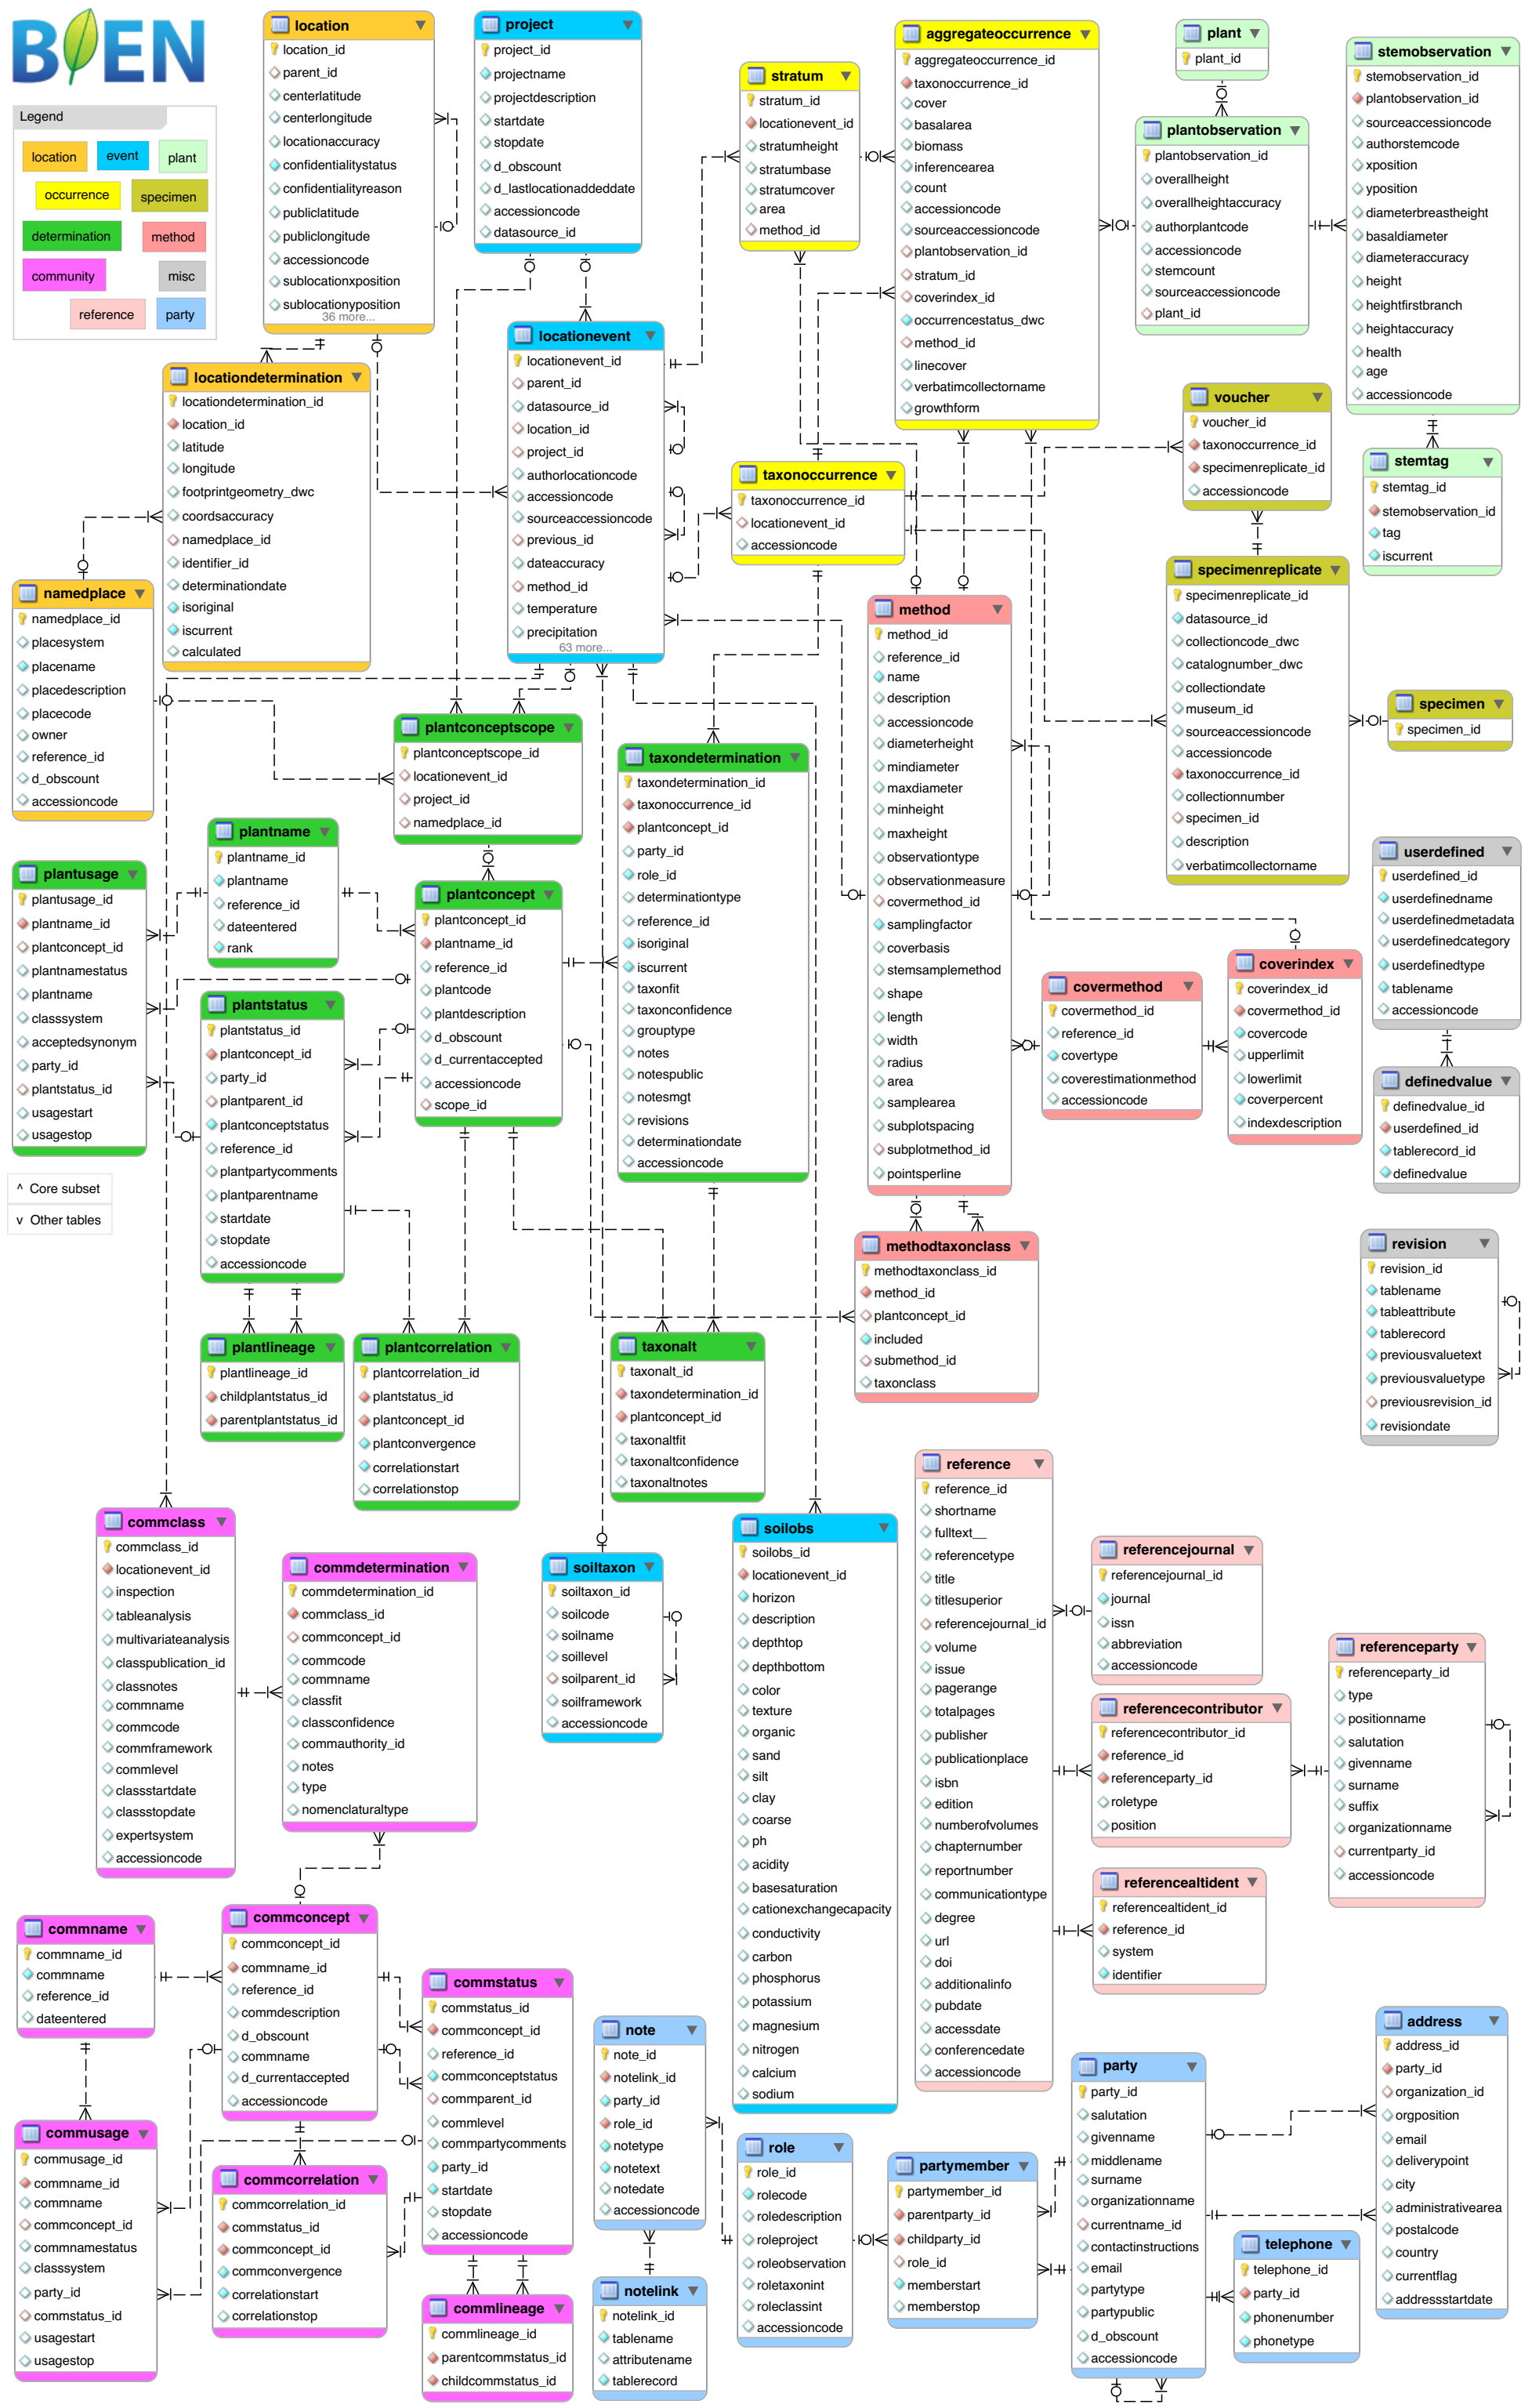 BIEN
Legend
location
event
plant
occurrence
specimen
determination
method
community
misc
reference
party
location
location_id
parent_id
centerlatitude
centerlongitude
locationaccuracy
confidentialitystatus
confidentialityreason
publiclatitude
publiclongitude
accessioncode
sublocationxposition
sublocationyposition
36 more...
project
project_id
projectname
projectdescription
startdate
stopdate
d_obscount
d_lastlocationaddeddate
accessioncode
datasource_id
stratum
stratum_id
locationevent_id
stratumheight
stratumbase
stratumcover
area
method_id
aggregateoccurrence
aggregateoccurrence_id
taxonoccurrence_id
cover
basalarea
biomass
inferencearea
count
accessioncode
sourceaccessioncode
plantobservation_id
stratum_id
coverindex_id
occurrencestatus_dwc
method_id
linecover
verbatimcollectorname
growthform
plant
plant_id
plantobservation
plantobservation_id
overallheight
overallheightaccuracy
authorplantcode
accessioncode
stemcount
sourceaccessioncode
plant_id
stemobservation
stemobservation_id
plantobservation_id
sourceaccessioncode
authorstemcode
xposition
yposition
diameterbreastheight
basaldiameter
diameteraccuracy
height
heightfirstbranch
heightaccuracy
health
age
accessioncode
locationdetermination
locationdetermination_id
location_id
latitude
longitude
footprintgeometry_dwc
coordsaccuracy
namedplace_id
identifier_id
determinationdate
isoriginal
iscurrent
calculated
locationevent
locationevent_id
parent_id
datasource_id
location_id
project_id
authorlocationcode
accessioncode
sourceaccessioncode
previous_id
dateaccuracy
method_id
temperature
precipitation
63 more...
taxonoccurrence
taxonoccurrence_id
locationevent_id
accessioncode
voucher
voucher_id
taxonoccurrence_id
specimenreplicate_id
accessioncode
stemtag
stemtag_id
stemobservation_id
tag
iscurrent
namedplace
namedplace_id
placesystem
placename
placedescription
placecode
owner
reference_id
d_obscount
accessioncode
method
method_id
reference_id
name
description
accessioncode
diameterheight
mindiameter
maxdiameter
minheight
maxheight
observationtype
observationmeasure
covermethod_id
samplingfactor
coverbasis
stemsamplemethod
shape
length
width
radius
area
samplearea
subplotspacing
subplotmethod_id
pointsperline
specimenreplicate
specimenreplicate_id
datasource_id
collectioncode_dwc
catalognumber_dwc
collectiondate
museum_id
sourceaccessioncode
accessioncode
taxonoccurrence_id
collectionnumber
specimen_id
description
verbatimcollectorname
specimen
specimen_id
plantconceptscope
plantconceptscope_id
locationevent_id
project_id
namedplace_id
taxondetermination
taxondetermination_id
taxonoccurrence_id
plantconcept_id
party_id
role_id
determinationtype
reference_id
isoriginal
iscurrent
taxonfit
taxonconfidence
grouptype
notes
notespublic
notesmgt
revisions
determinationdate
accessioncode
plantname
plantname_id
plantname
reference_id
dateentered
rank
plantusage
plantusage_id
plantname_id
plantconcept_id
plantnamestatus
plantname
classsystem
acceptedsynonym
party_id
plantstatus_id
usagestart
usagestop
plantconcept
plantconcept_id
plantname_id
reference_id
plantcode
plantdescription
d_obscount
d_currentaccepted
accessioncode
scope_id
plantstatus
plantstatus_id
plantconcept_id
party_id
plantparent_id
plantconceptstatus
reference_id
plantpartycomments
plantparentname
startdate
stopdate
accessioncode
userdefined
userdefined_id
userdefinedname
userdefinedmetadata
userdefinedcategory
userdefinedtype
tablename
accessioncode
covermethod
covermethod_id
reference_id
covertype
coverestimationmethod
accessioncode
coverindex
coverindex_id
covermethod_id
covercode
upperlimit
lowerlimit
coverpercent
indexdescription
definedvalue
definedvalue_id
userdefined_id
tablerecord_id
definedvalue
^ Core subset
v Other tables
methodtaxonclass
methodtaxonclass_id
method_id
plantconcept_id
included
submethod_id
taxonclass
revision
revision_id
tablename
tableattribute
tablerecord
previousvaluetext
previousvaluetype
previousrevision_id
revisiondate
plantlineage
plantlineage_id
childplantstatus_id
parentplantstatus_id
plantcorrelation
plantcorrelation_id
plantstatus_id
plantconcept_id
plantconvergence
correlationstart
correlationstop
taxonalt
taxonalt_id
taxondetermination_id
plantconcept_id
taxonaltfit
taxonaltconfidence
taxonaltnotes
commclass
commclass_id
locationevent_id
inspection
tableanalysis
multivariateanalysis
classpublication_id
classnotes
commname
commcode
commframework
commlevel
classstartdate
classstopdate
expertsystem
accessioncode
commdetermination
commdetermination_id
commclass_id
commconcept_id
commcode
commname
classfit
classconfidence
commauthority_id
notes
type
nomenclaturaltype
soiltaxon
soiltaxon_id
soilcode
soilname
soillevel
soilparent_id
soilframework
accessioncode
soilobs
soilobs_id
locationevent_id
horizon
description
depthtop
depthbottom
color
texture
organic
sand
silt
clay
coarse
ph
acidity
basesaturation
cationexchangecapacity
conductivity
carbon
phosphorus
potassium
magnesium
nitrogen
calcium
sodium
reference
reference_id
shortname
fulltext__
referencetype
title
titlesuperior
referencejournal_id
volume
issue
pagerange
totalpages
publisher
publicationplace
isbn
edition
numberofvolumes
chapternumber
reportnumber
communicationtype
degree
url
doi
additionalinfo
pubdate
accessdate
conferencedate
accessioncode
referencejournal
referencejournal_id
journal
issn
abbreviation
accessioncode
referencecontributor
referencecontributor_id
reference_id
referenceparty_id
roletype
position
referenceparty
referenceparty_id
type
positionname
salutation
givenname
surname
suffix
organizationname
currentparty_id
accessioncode
referencealtident
referencealtident_id
reference_id
system
identifier
commname
commname_id
commname
reference_id
dateentered
commconcept
commconcept_id
commname_id
reference_id
commdescription
d_obscount
commname
d_currentaccepted
accessioncode
commstatus
commstatus_id
commconcept_id
reference_id
commconceptstatus
commparent_id
commlevel
commpartycomments
party_id
startdate
stopdate
accessioncode
commusage
commusage_id
commname_id
commname
commconcept_id
commnamestatus
classsystem
party_id
commstatus_id
usagestart
usagestop
commcorrelation
commcorrelation_id
commstatus_id
commconcept_id
commconvergence
correlationstart
correlationstop
commlineage
commlineage_id
parentcommstatus_id
childcommstatus_id
note
note_id
notelink_id
party_id
role_id
notetype
notetext
notedate
accessioncode
notelink
notelink_id
tablename
attributename
tablerecord
role
role_id
rolecode
roledescription
roleproject
roleobservation
roletaxonint
roleclassint
accessioncode
partymember
partymember_id
parentparty_id
childparty_id
role_id
memberstart
memberstop
party
party_id
salutation
givenname
middlename
surname
organizationname
currentname_id
contactinstructions
email
partytype
partypublic
d_obscount
accessioncode
address
address_id
party_id
organization_id
orgposition
email
deliverypoint
city
administrativearea
postalcode
country
currentflag
addressstartdate
telephone
telephone_id
party_id
phonenumber
phonetype